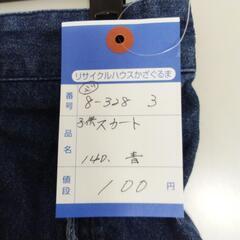 リサイクルハウスかざぐるま
番号 8-328 3
品名 子供スカート
140. 青
値段 100 円